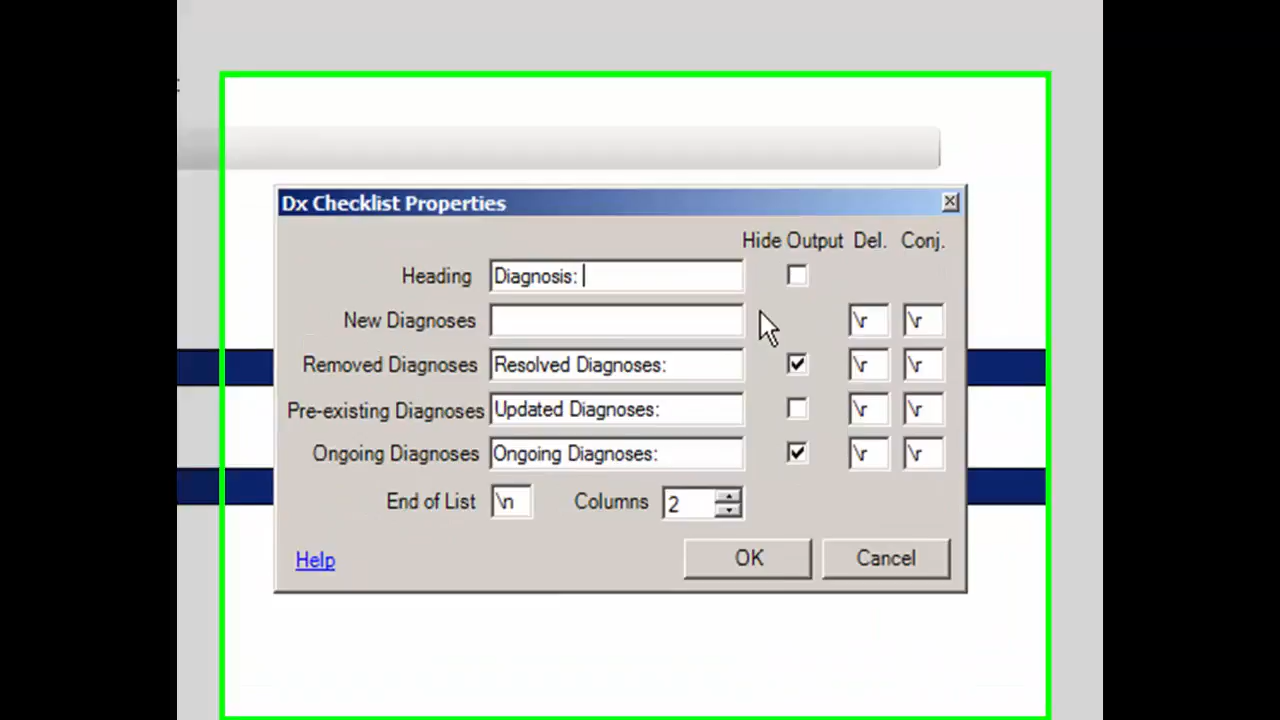 :
Dx Checklist Properties
Hide Output Del. Conj.
Heading Diagnosis:
New Diagnoses \r \r
Removed Diagnoses Resolved Diagnoses: \r \r
Pre-existing Diagnoses Updated Diagnoses: \r \r
Ongoing Diagnoses Ongoing Diagnoses: \r \r
End of List \n Columns 2
Help OK Cancel